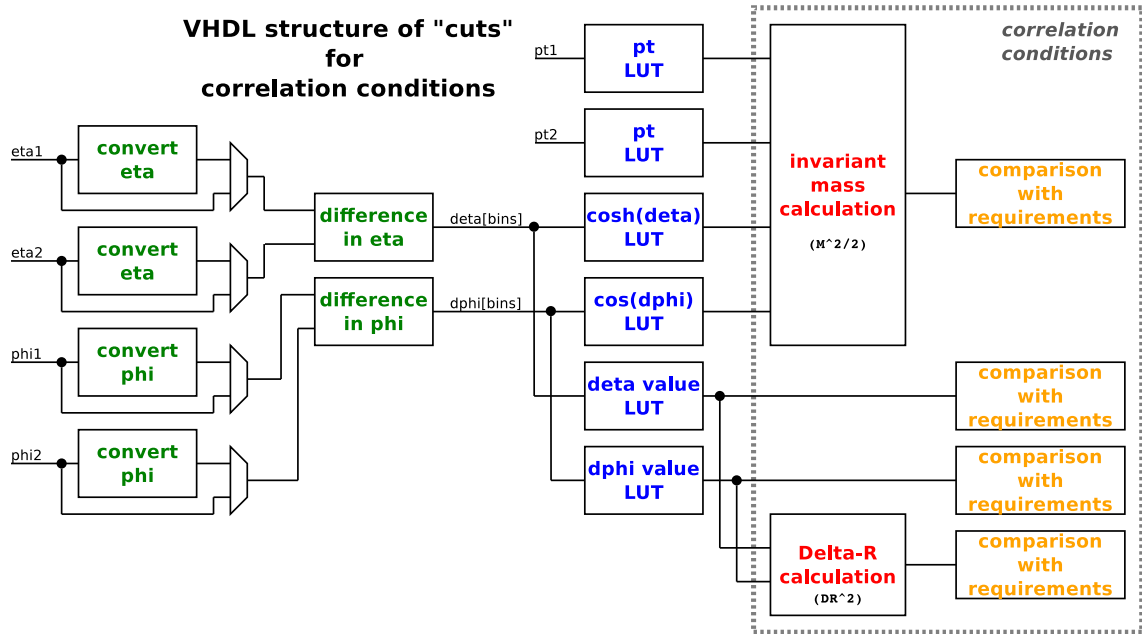 VHDL structure of "cuts"
for
correlation conditions
correlation
conditions
pt1
pt
LUT
pt2
pt
LUT
eta1
convert
eta
eta2
convert
eta
phi1
convert
phi
phi2
convert
phi
difference
in eta
difference
in phi
deta[bins]
dphi[bins]
cosh(deta)
LUT
cos(dphi)
LUT
deta value
LUT
dphi value
LUT
invariant
mass
calculation
(M^2/2)
Delta-R
calculation
(DR^2)
comparison
with
requirements
comparison
with
requirements
comparison
with
requirements
comparison
with
requirements